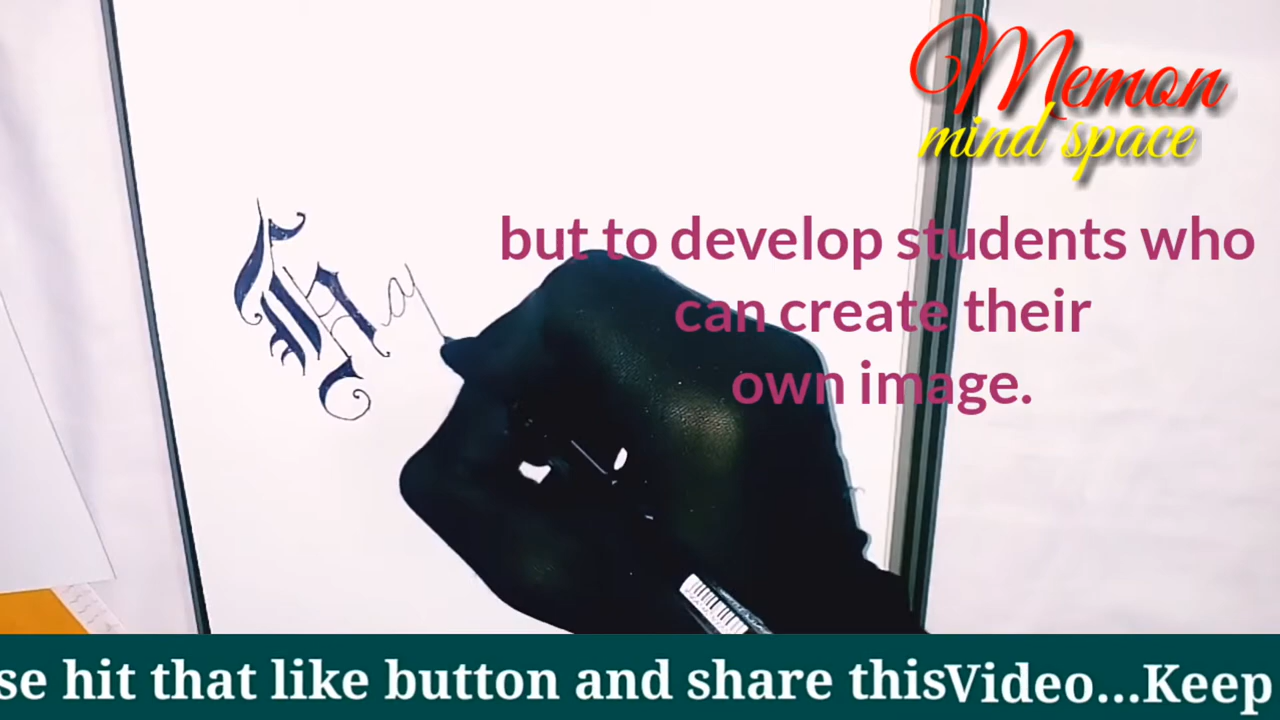 Memon
mind space
but to develop students who
can create their
own image.
Hay
se hit that like button and share thisVideo...Keep